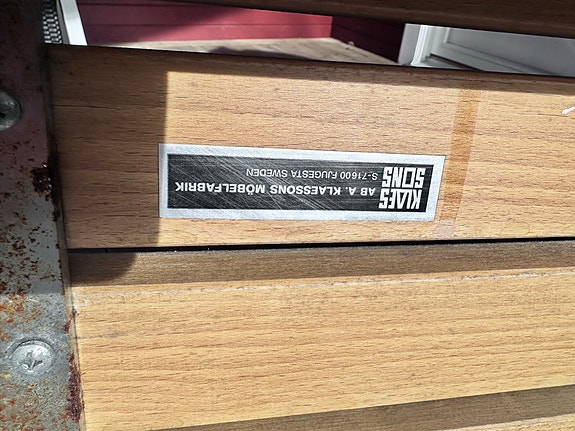 KLAES
SONS
AB A. KLAESSONS MÖBELFABRIK
S-71600 FJUGESTA SWEDEN